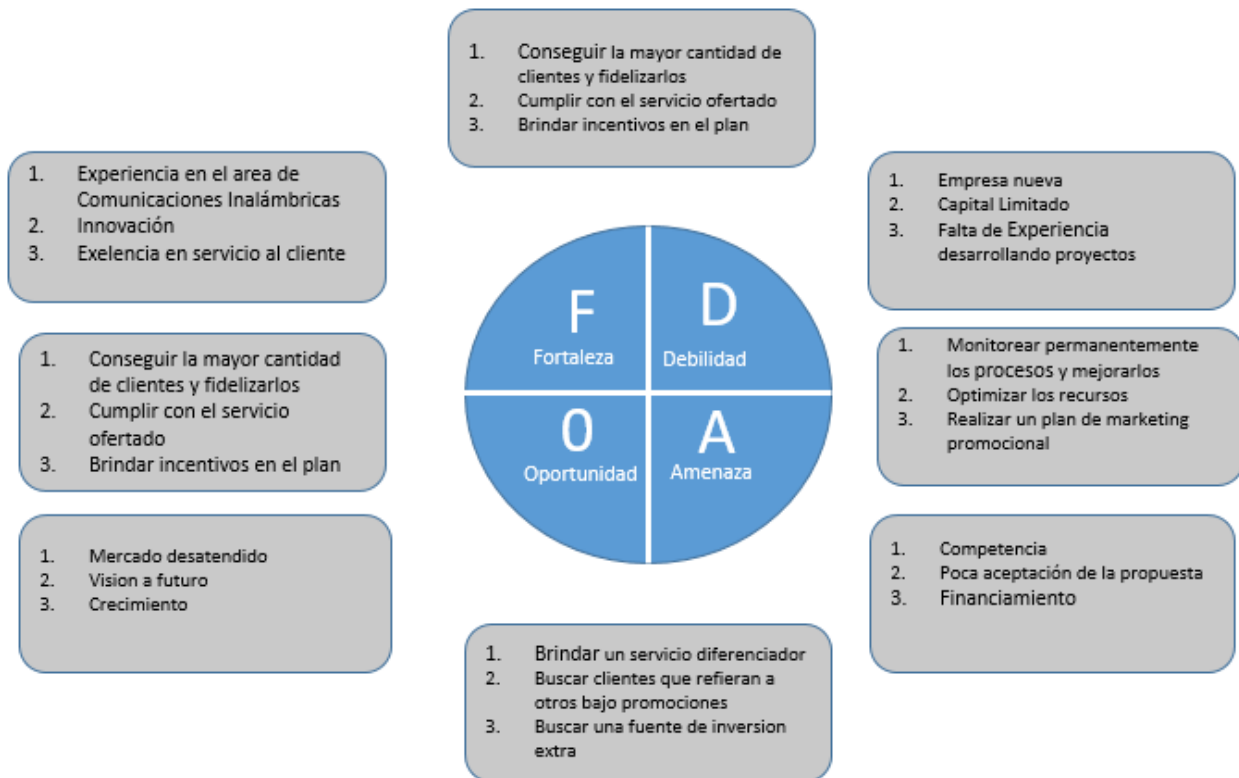 1. Conseguir la mayor cantidad de
clientes y fidelizarlos
2. Cumplir con el servicio ofertado
3. Brindar incentivos en el plan
1. Experiencia en el area de
Comunicaciones Inalámbricas
2. Innovación
3. Exelencia en servicio al cliente
1. Empresa nueva
2. Capital Limitado
3. Falta de Experiencia
desarrollando proyectos
F
Fortaleza
D
Debilidad
1. Conseguir la mayor cantidad
de clientes y fidelizarlos
2. Cumplir con el servicio
ofertado
3. Brindar incentivos en el plan
1. Monitorear permanentemente
los procesos y mejorarlos
2. Optimizar los recursos
3. Realizar un plan de marketing
promocional
0
Oportunidad
A
Amenaza
1. Mercado desatendido
2. Vision a futuro
3. Crecimiento
1. Competencia
2. Poca aceptación de la propuesta
3. Financiamiento
1. Brindar un servicio diferenciador
2. Buscar clientes que refieran a
otros bajo promociones
3. Buscar una fuente de inversion
extra